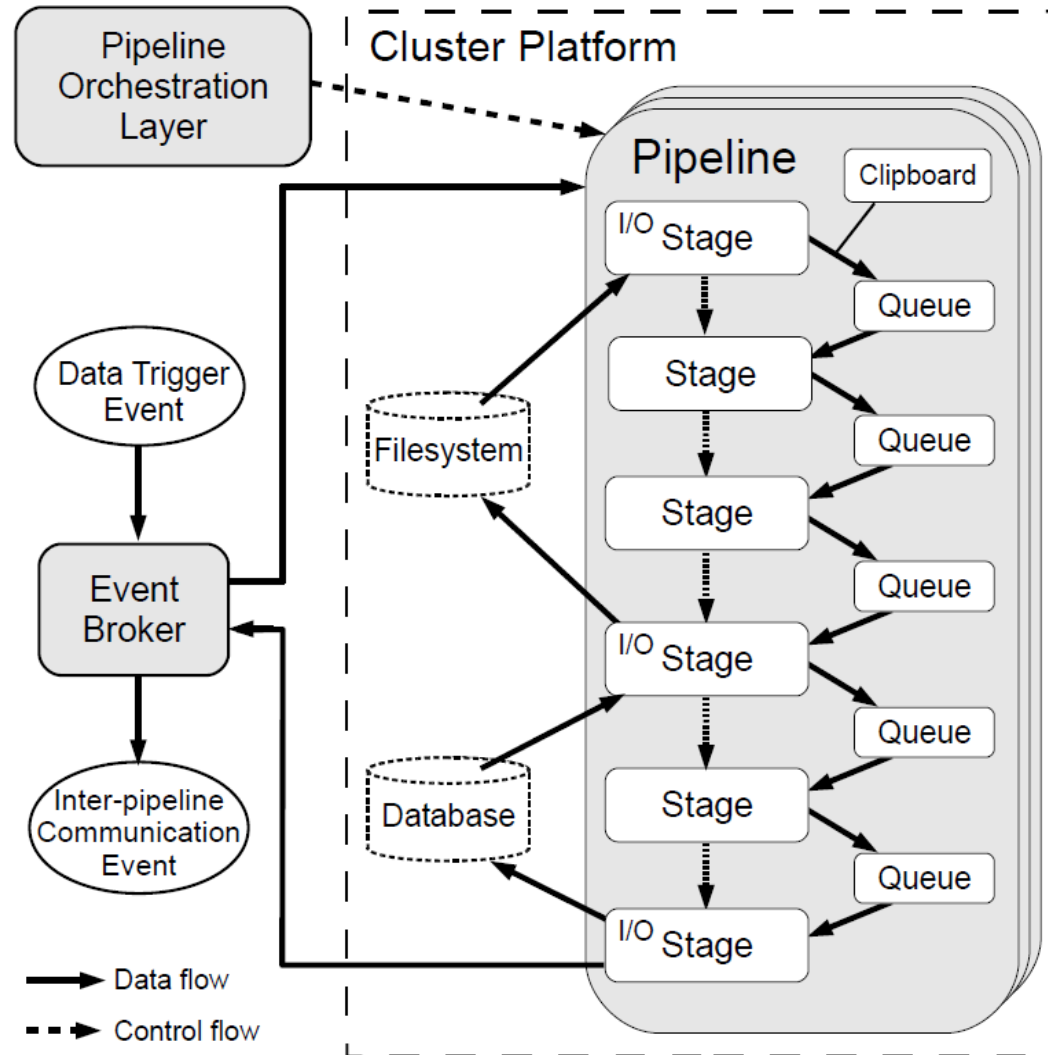 Pipeline
Orchestration
Layer
Cluster Platform
Pipeline
Clipboard
I/O Stage
Queue
Stage
Queue
Stage
Queue
I/O Stage
Queue
Stage
Queue
I/O Stage
Data Trigger
Event
Filesystem
Event
Broker
Database
Inter-pipeline
Communication
Event
Data flow
Control flow